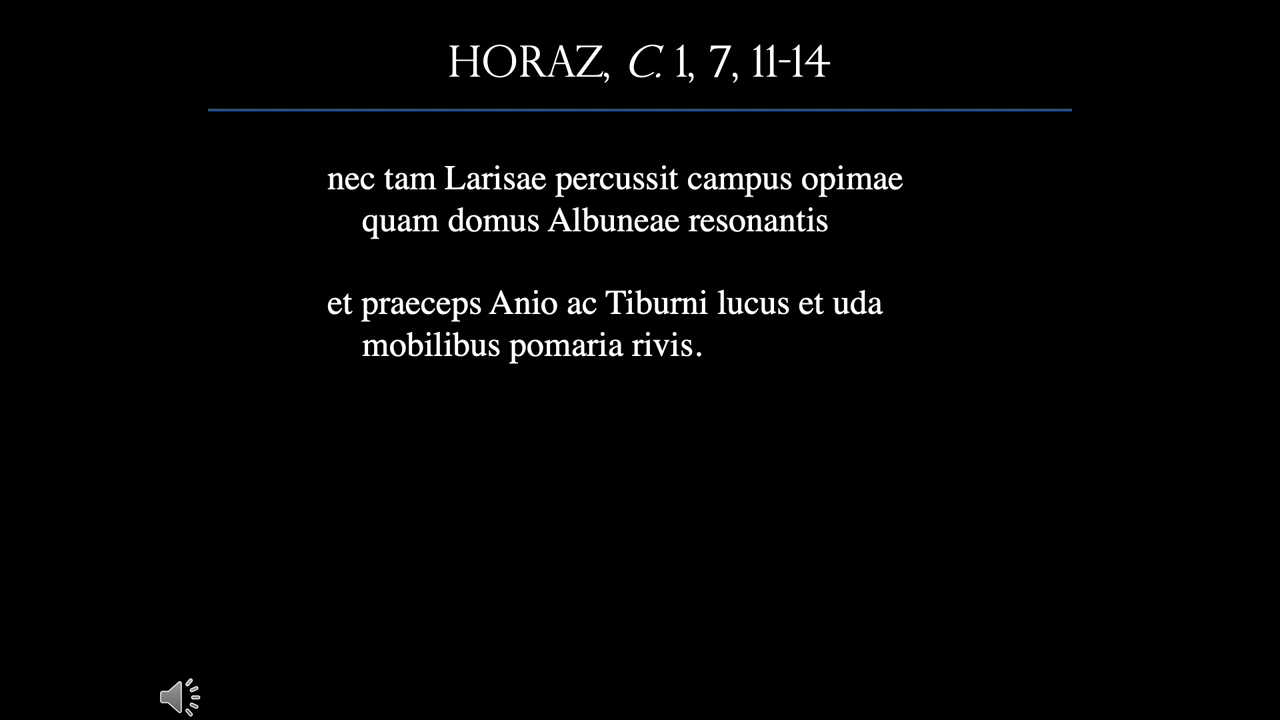 HORAZ, C. 1, 7, 11-14
nec tam Larisae percussit campus opimae
quam domus Albuneae resonantis
et praeceps Anio ac Tiburni lucus et uda
mobilibus pomaria rivis.